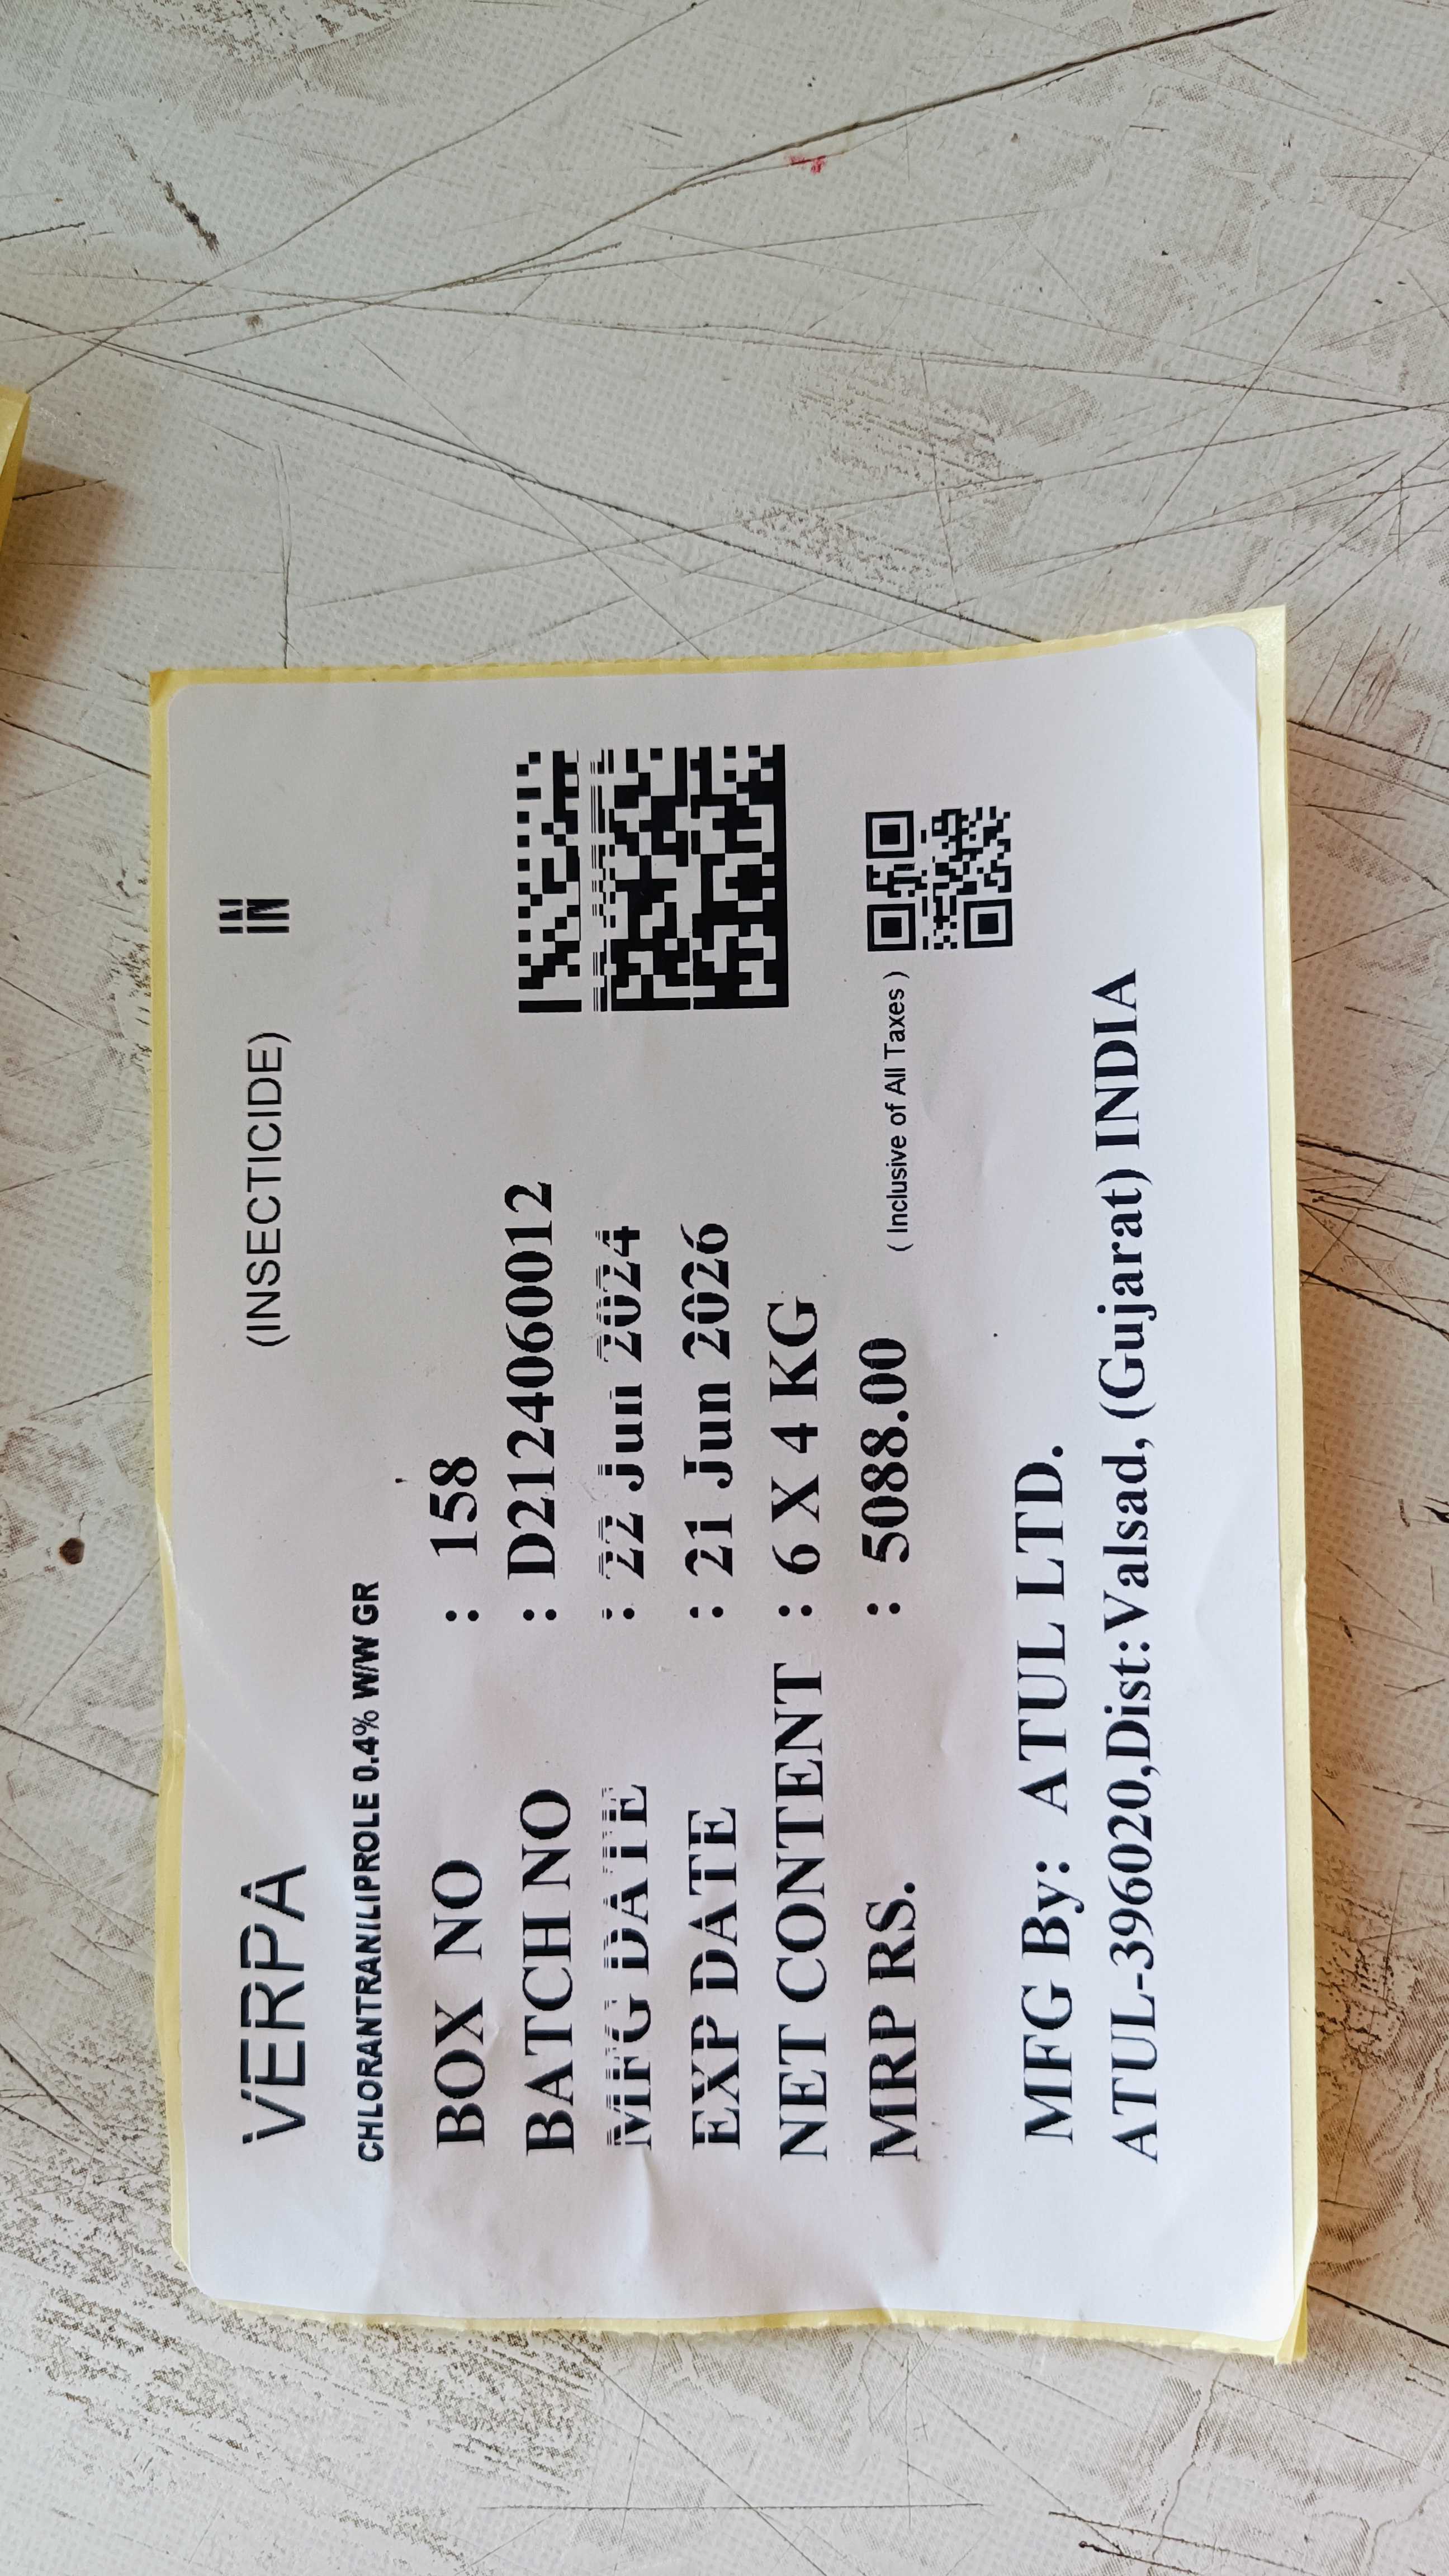 VERPA (INSECTICIDE) IN
CHLORANTRANILIPROLE 0.4% W/W GR
BOX NO : 158
BATCH NO : D2124060012
MFG DATE : 22 Jun 2024
EXP DATE : 21 Jun 2026
NET CONTENT : 6 X 4 KG
MRP RS. : 5088.00 ( Inclusive of All Taxes )
MFG By: ATUL LTD.
ATUL-396020,Dist:Valsad, (Gujarat) INDIA